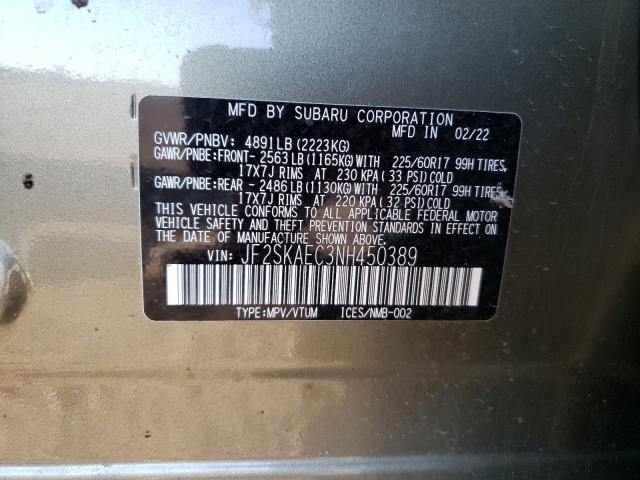 MFD BY SUBARU CORPORATION
MFD. IN 02/22
GVWR/PNBV: 4891LB (2223KG)
GAWR/PNBE:FRONT- 2563 LB (1165KG) WITH 225/60R17 99H TIRES,
17X7J RIMS AT 230 KPA (33 PSI) COLD
GAWR/PNBE:REAR - 2486 LB (1130KG) WITH 225/60R17 99H TIRES,
17X7J RIMS AT 220 KPA (32 PSI) COLD
THIS VEHICLE CONFORMS TO ALL APPLICABLE FEDERAL MOTOR
VEHICLE SAFETY AND THEFT PREVENTION STANDARDS IN EFFECT
ON THE DATE OF MANUFACTURE SHOWN ABOVE.
VIN: JF2SKAEC3NH450389
TYPE:MPV/VTUM ICES/NMB-002